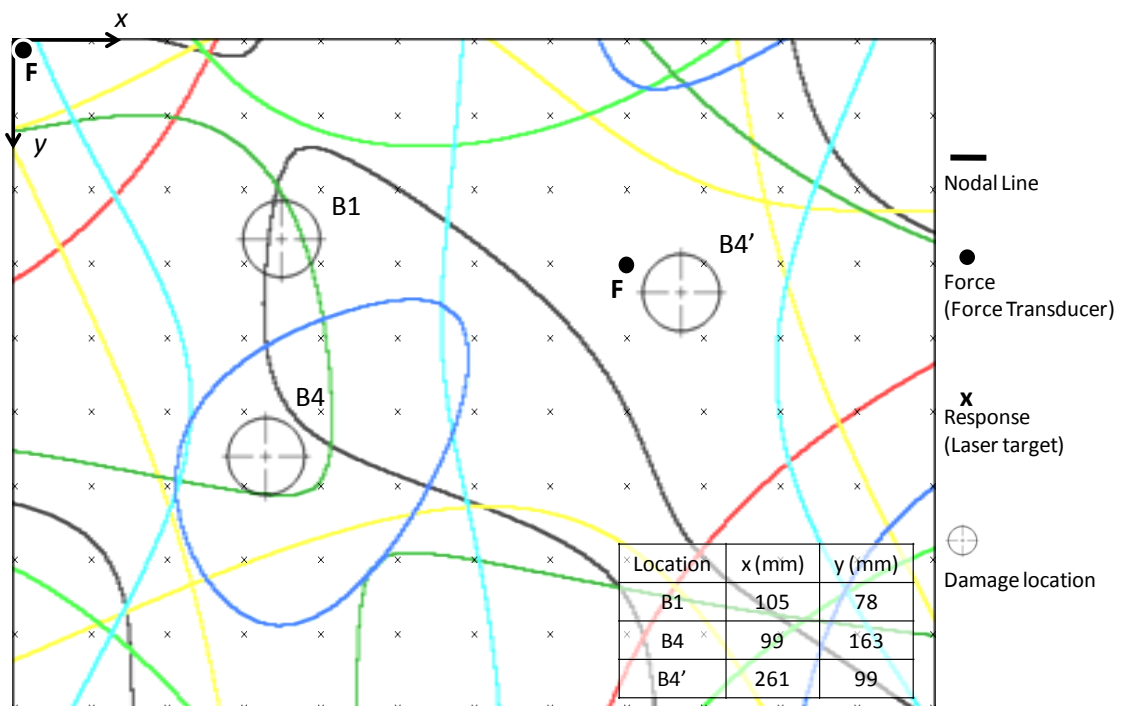 x
F
y
B1
B4’
F
B4
Nodal Line
Force
(Force Transducer)
x
Response
(Laser target)
Damage location
Location x (mm) y (mm)
B1 105 78
B4 99 163
B4’ 261 99